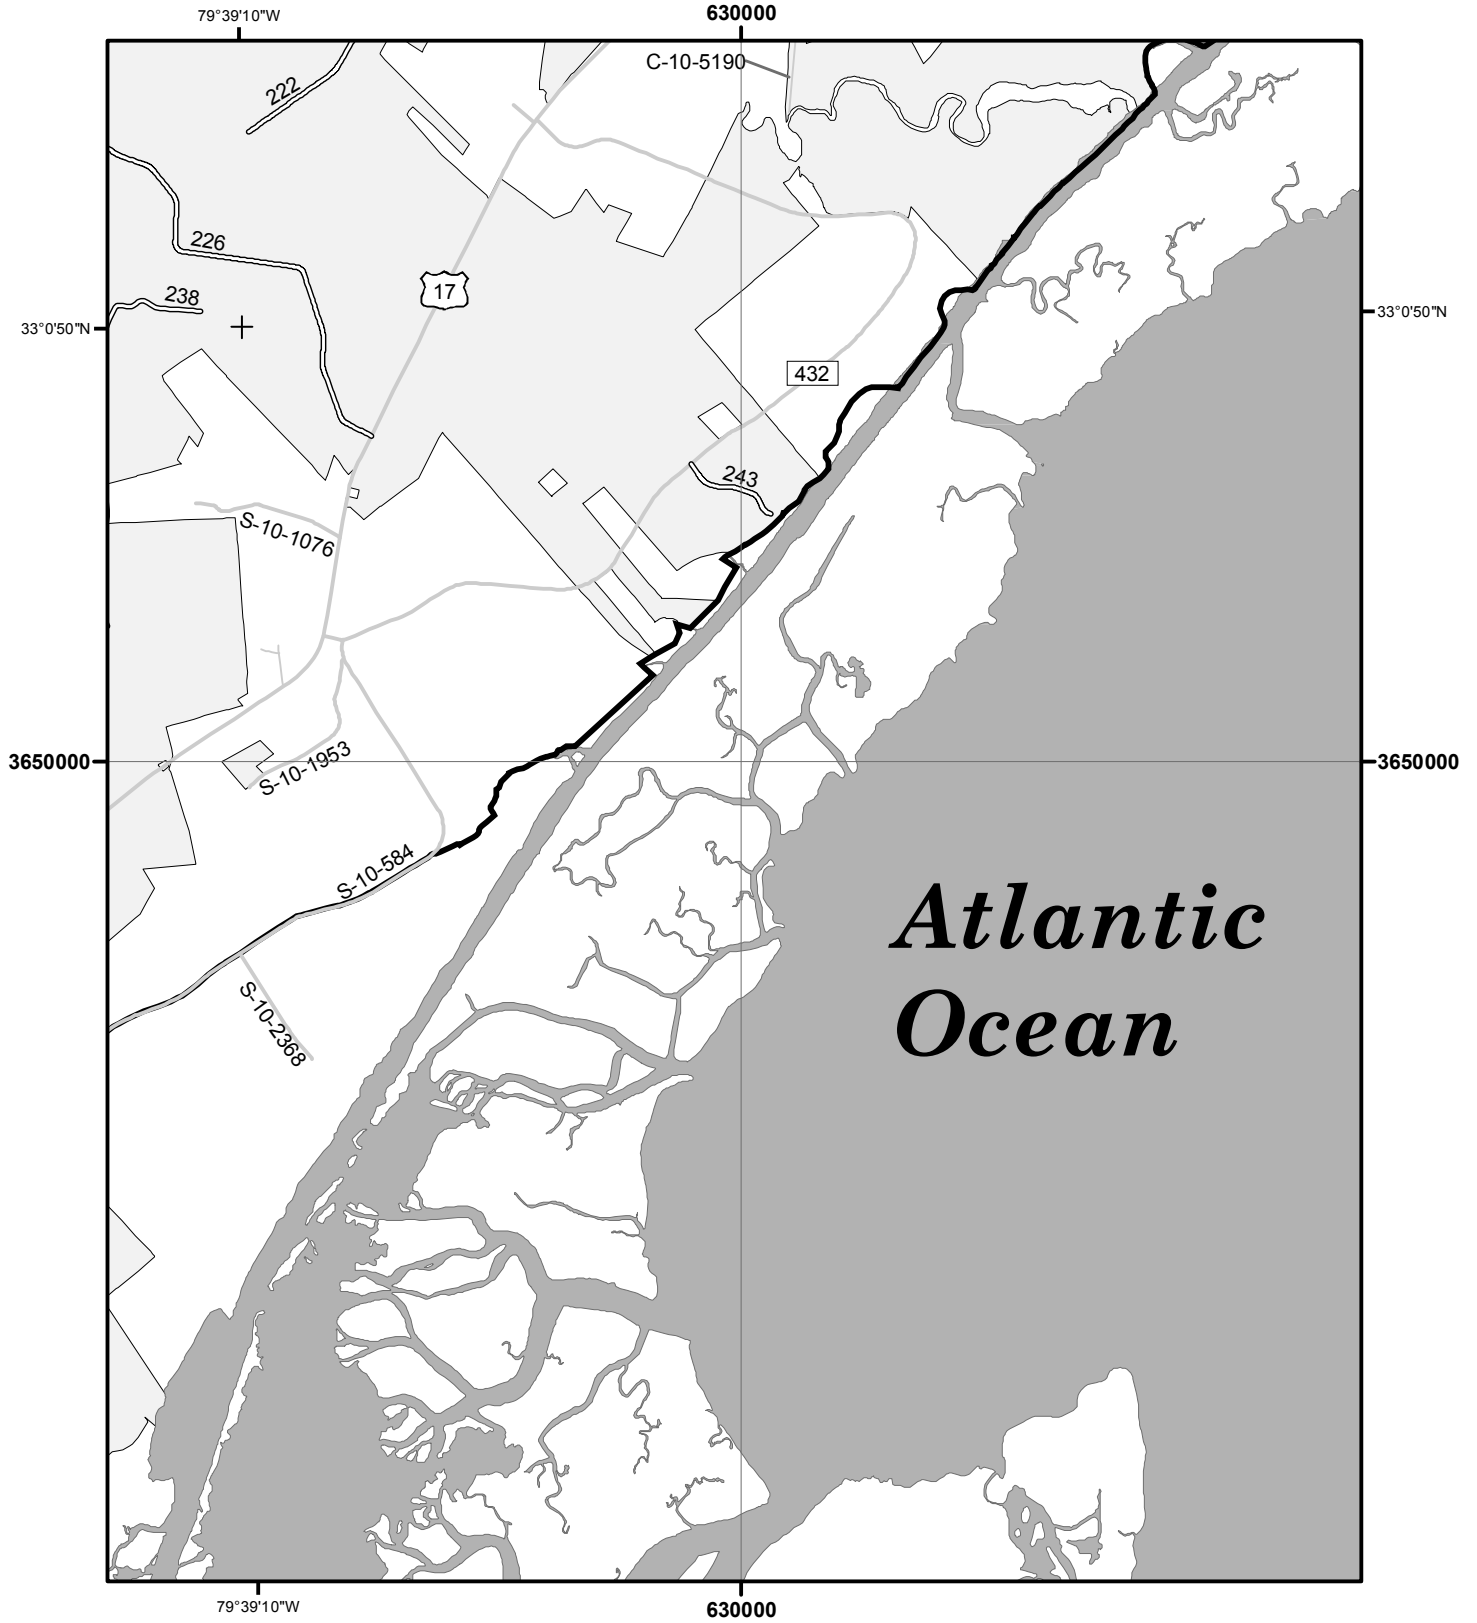 79°39'10"W
630000
C-10-5190
222
226
17
238
33°0'50"N
33°0'50"N
432
243
S-10-1076
S-10-1953
3650000
3650000
S-10-584
Atlantic
Ocean
S-10-2368
79°39'10"W
630000